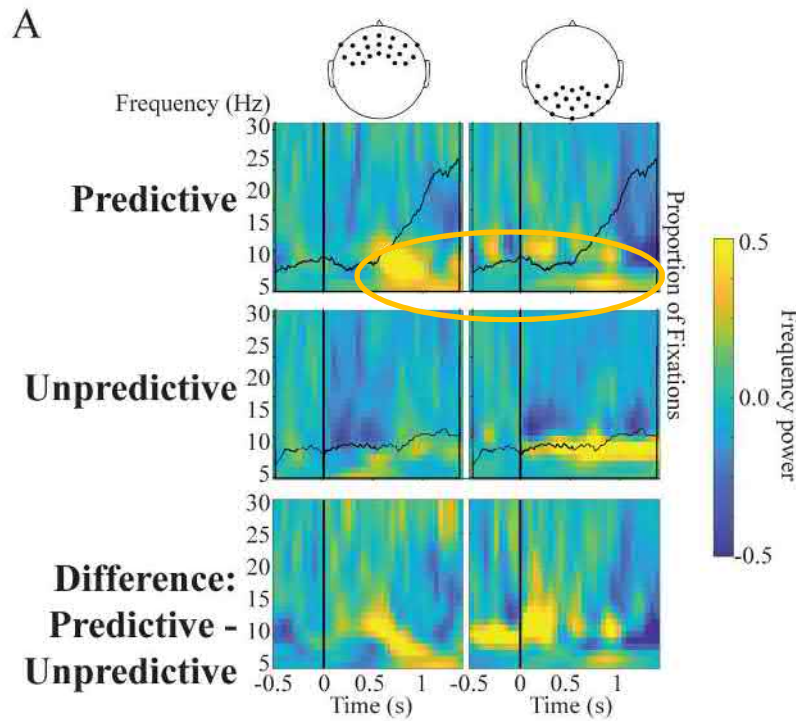 A
Frequency (Hz)
30
25
20
15
10
5
Predictive
Proportion of Fixations
30
25
20
15
10
5
Unpredictive
0.5
0.0
-0.5
Frequency power
30
25
20
15
10
5
Difference:
Predictive -
Unpredictive
-0.5 0 0.5 1 -0.5 0 0.5 1
Time (s) Time (s)